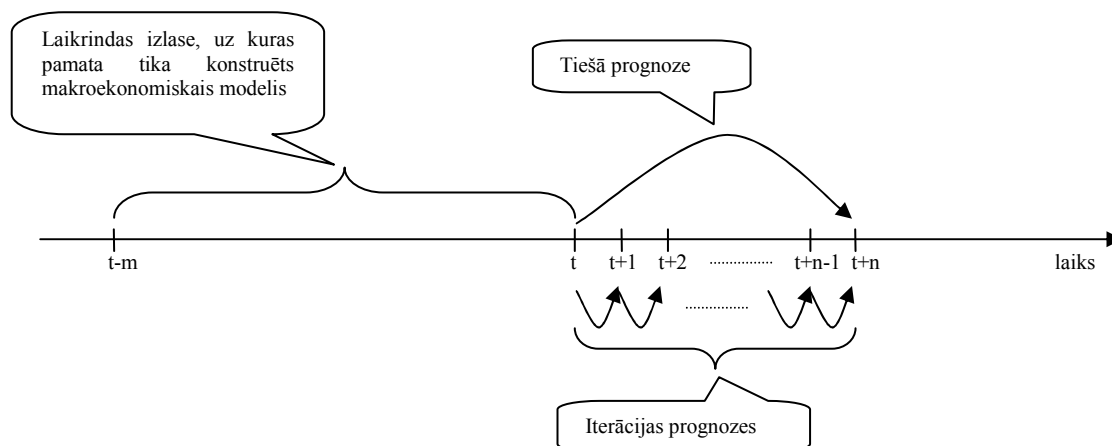 Laikrindas izlase, uz kuras
pamata tika konstruēts
makroekonomiskais modelis
Tiešā prognoze
t-m
t
t+1
t+2
....................
t+n-1
t+n
laiks
....................
Iterācijas prognozes